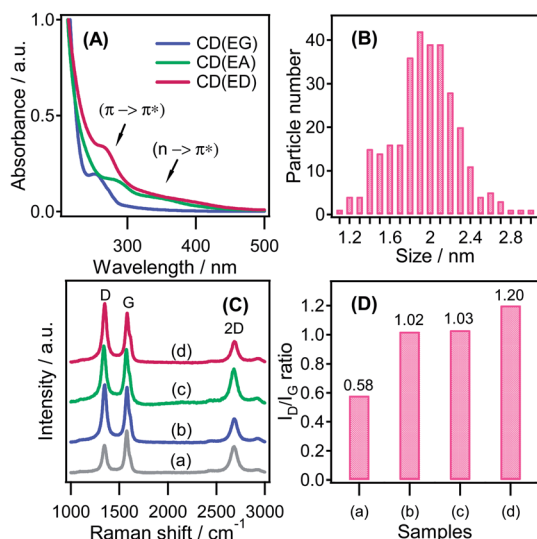 (A)
CD(EG)
CD(EA)
CD(ED)
(π -> π*)
(n -> π*)
Absorbance / a.u.
1.0
0.5
0.0
300
400
500
Wavelength / nm
(B)
Particle number
40
30
20
10
0
1.2
1.6
2
2.4
2.8
Size / nm
(C)
D
G
2D
(d)
(c)
(b)
(a)
Intensity / a.u.
1000
1500
2000
2500
3000
Raman shift / cm-1
(D)
ID/IG ratio
1.2
1.0
0.8
0.6
0.4
0.2
0.0
0.58
1.02
1.03
1.20
(a)
(b)
(c)
(d)
Samples